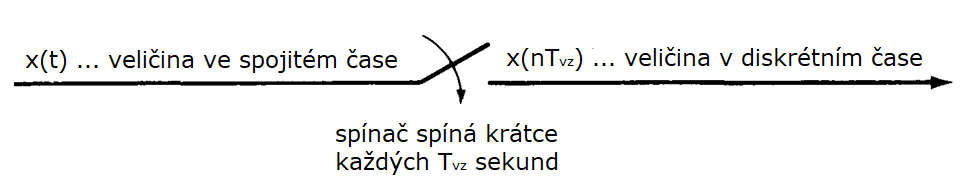 x(t) ... veličina ve spojitém čase
x(nTvz) ... veličina v diskrétním čase
spínač spíná krátce
každých Tvz sekund